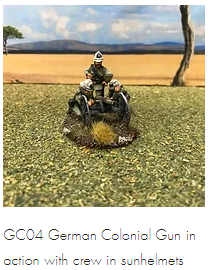 GC04 German Colonial Gun in
action with crew in sunhelmets